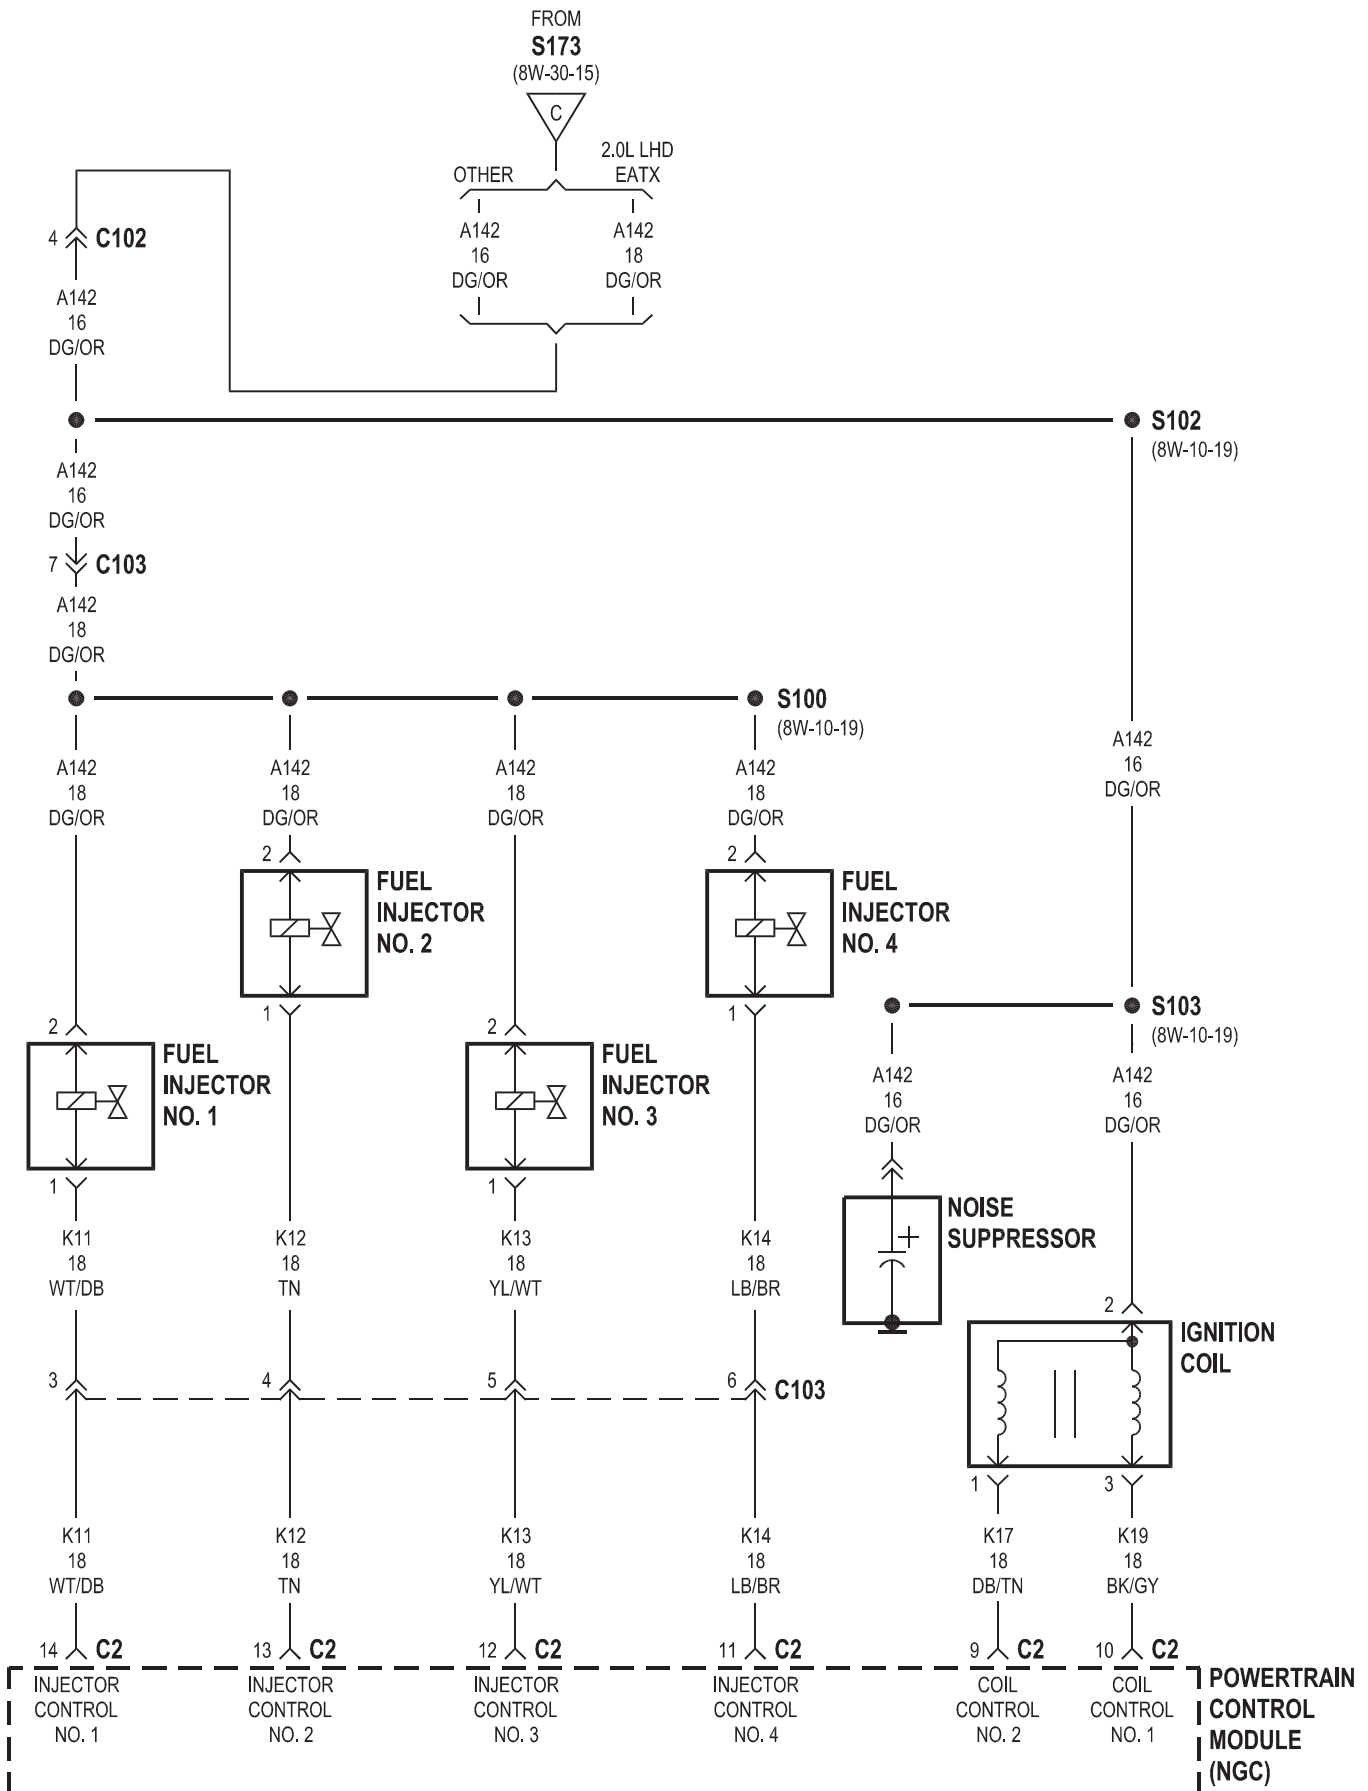 FROM
S173
(8W-30-15)
C
2.0L LHD
OTHER EATX
A142 A142
16 18
DG/OR DG/OR
4 C102
A142
16
DG/OR
S102
(8W-10-19)
A142
16
DG/OR
7 C103
A142
18
DG/OR
S100
(8W-10-19)
A142
16
DG/OR
A142 A142 A142 A142
18 18 18 18
DG/OR DG/OR DG/OR DG/OR
2 2
FUEL
INJECTOR
NO. 2
FUEL
INJECTOR
NO. 4
1 1
S103
(8W-10-19)
2 2
FUEL
INJECTOR
NO. 1
FUEL
INJECTOR
NO. 3
1 1
A142 A142
16 16
DG/OR DG/OR
NOISE
SUPPRESSOR
+
K11 K12 K13 K14
18 18 18 18
WT/DB TN YL/WT LB/BR
2
IGNITION
COIL
3 4 5 6 C103
1 3
K11 K12 K13 K14 K17 K19
18 18 18 18 18 18
WT/DB TN YL/WT LB/BR DB/TN BK/GY
14 C2 13 C2 12 C2 11 C2 9 C2 10 C2
INJECTOR INJECTOR INJECTOR INJECTOR COIL COIL
CONTROL CONTROL CONTROL CONTROL CONTROL CONTROL
NO. 1 NO. 2 NO. 3 NO. 4 NO. 2 NO. 1
POWERTRAIN
CONTROL
MODULE
(NGC)